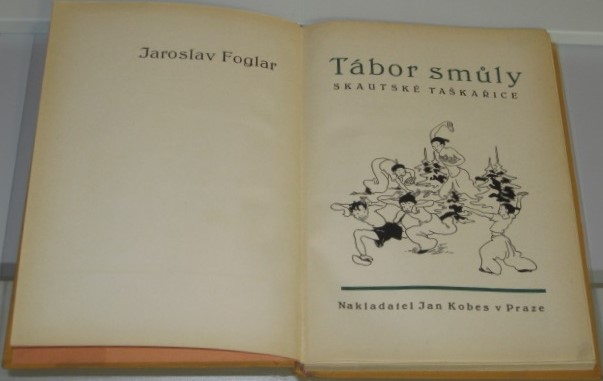 Jaroslav Foglar
Tábor smůly
SKAUTSKÉ TAŠKAŘICE
Nakladatel Jan Kobes v Praze